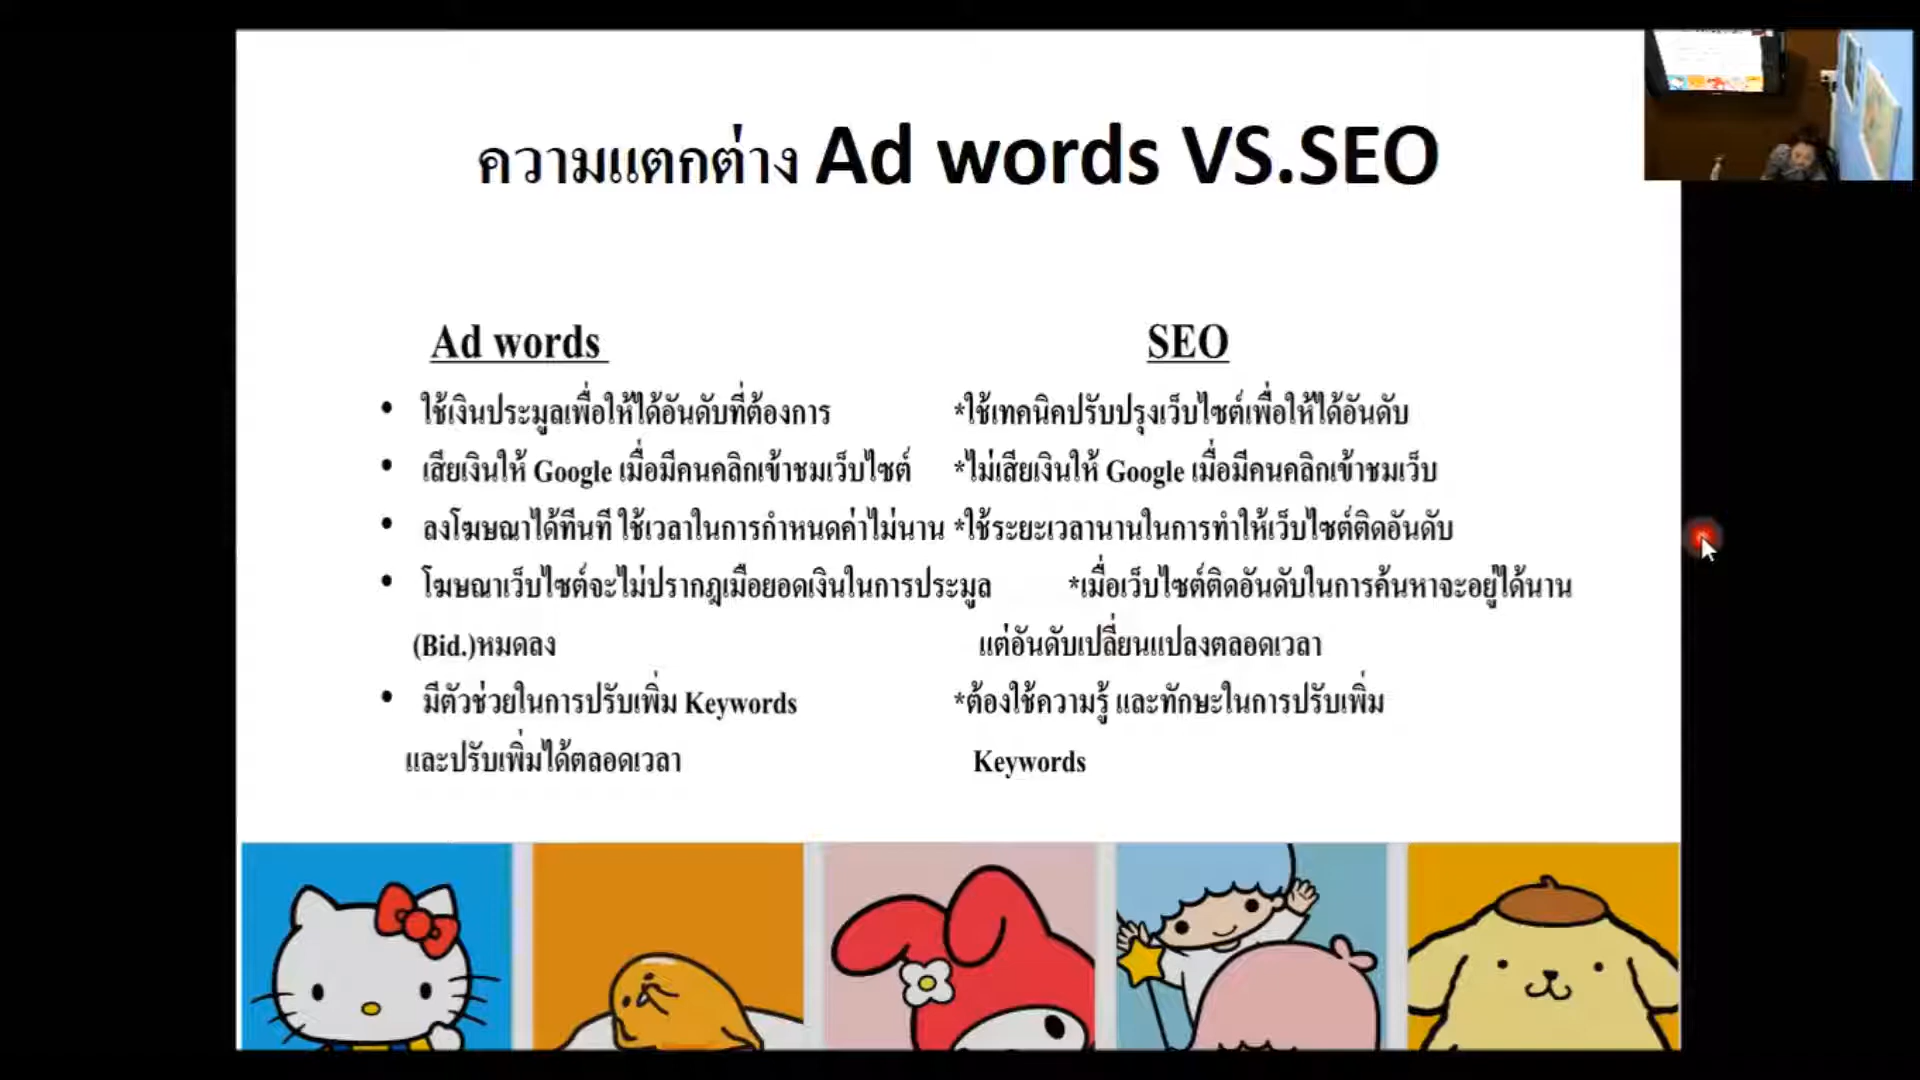 ความแตกต่าง Ad words VS.SEO
Ad words
SEO
• ใช้เงินประมูลเพื่อให้ได้อันดับที่ต้องการ
*ใช้เทคนิคปรับปรุงเว็บไซต์เพื่อให้ได้อันดับ
• เสียเงินให้ Google เมื่อมีคนคลิกเข้าชมเว็บไซต์
*ไม่เสียเงินให้ Google เมื่อมีคนคลิกเข้าชมเว็บ
• ลงโฆษณาได้ทีนที ใช้เวลาในการกำหนดค่าไม่นาน
*ใช้ระยะเวลานานในการทำให้เว็บไซต์ติดอันดับ
• โฆษณาเว็บไซต์จะไม่ปรากฎเมือยอดเงินในการประมูล
*เมื่อเว็บไซต์ติดอันดับในการค้นหาจะอยู่ได้นาน
(Bid.)หมดลง
แต่อันดับเปลี่ยนแปลงตลอดเวลา
• มีตัวช่วยในการปรับเพิ่ม Keywords
*ต้องใช้ความรู้ และทักษะในการปรับเพิ่ม
และปรับเพิ่มได้ตลอดเวลา
Keywords